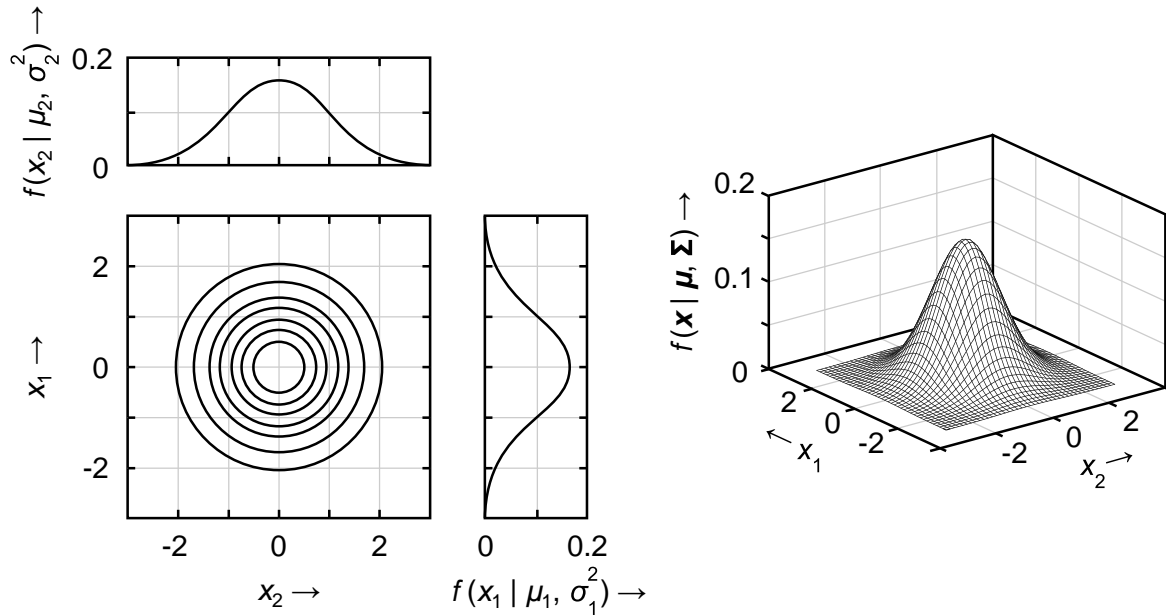 f(x₂ | μ₂, σ₂²) →
0.2
0
x₁ →
2
0
-2
-2 0 2
x₂ →
0 0.2
f(x₁ | μ₁, σ₁²) →
f(x | μ, Σ) →
0.2
0.1
0
2 0 -2
← x₁
-2 0 2
x₂ →